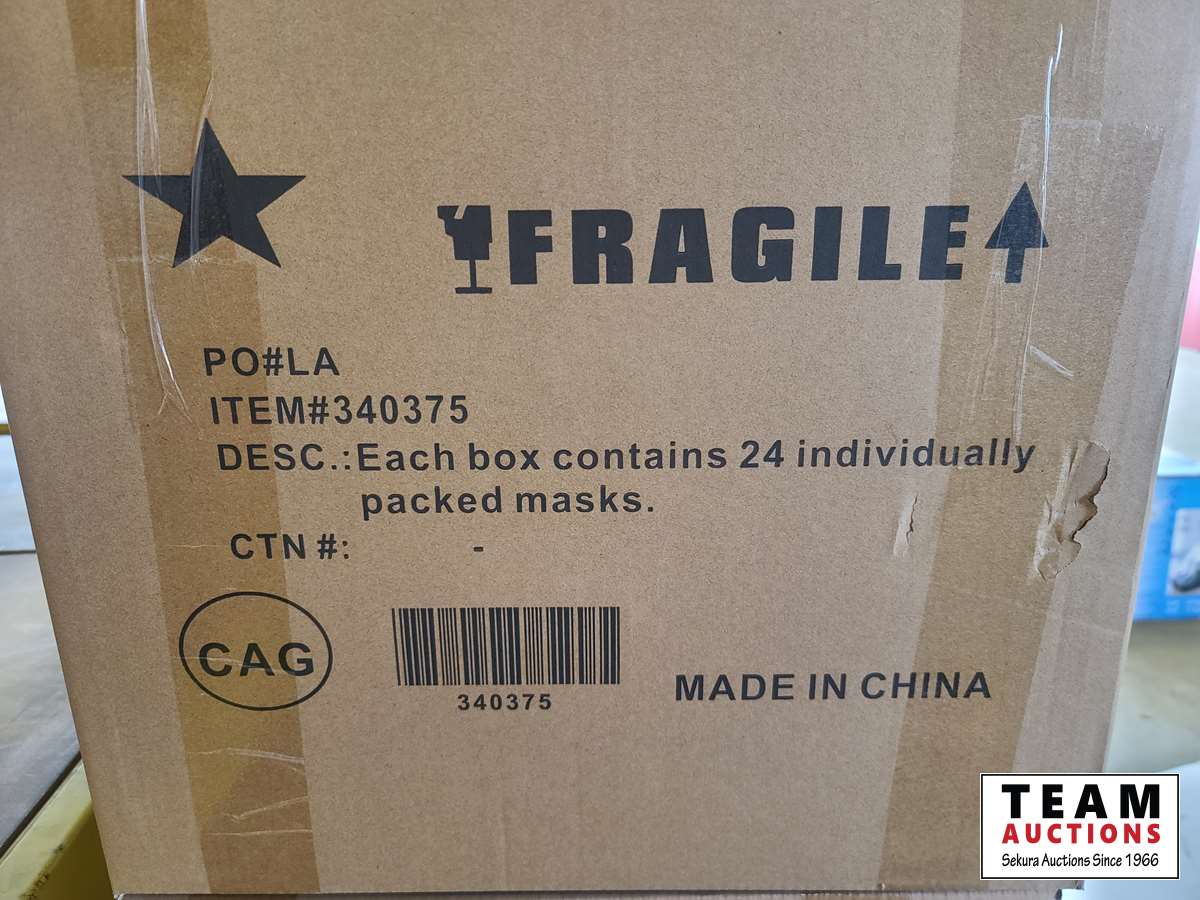 FRAGILE
PO#LA
ITEM#340375
DESC.:Each box contains 24 individually
packed masks.
CTN #: -
CAG
340375
MADE IN CHINA
TEAM
AUCTIONS
Sekura Auctions Since 1966